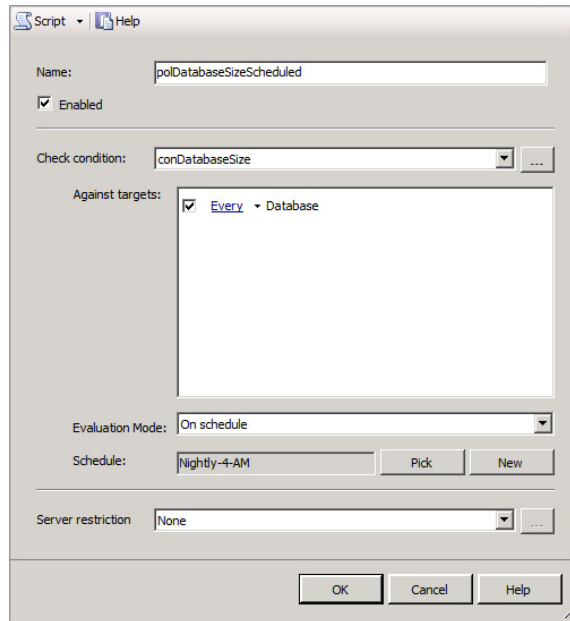 Script Help
Name: polDatabaseSizeScheduled
Enabled
Check condition: conDatabaseSize ...
Against targets: Every Database
Evaluation Mode: On schedule
Schedule: Nightly-4-AM Pick New
Server restriction None ...
OK Cancel Help